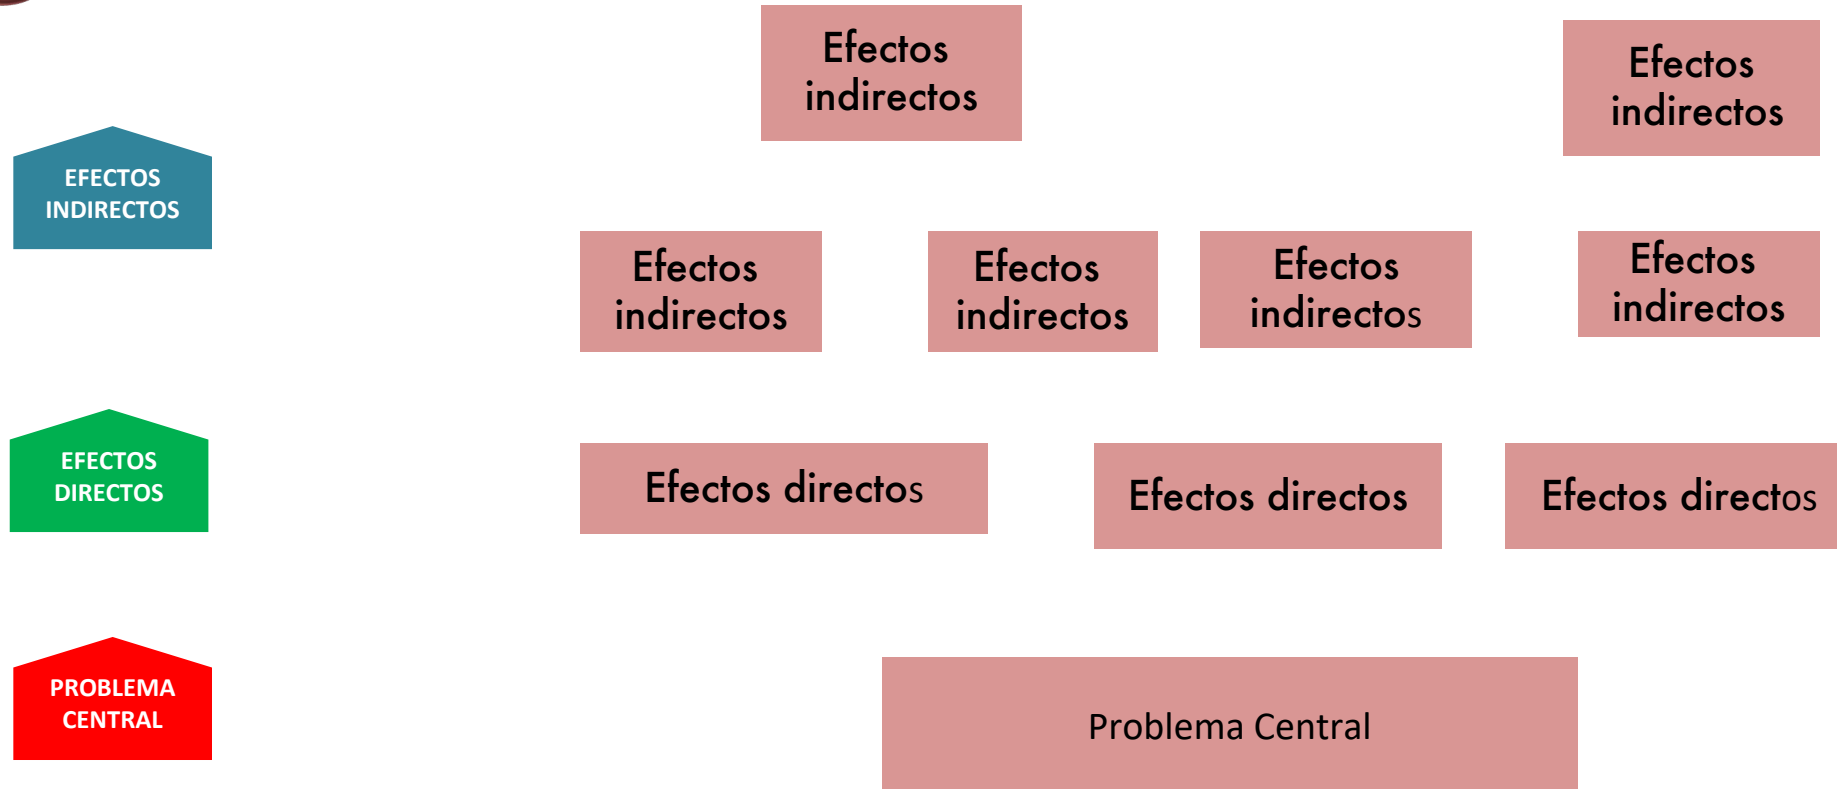 Efectos
indirectos
Efectos
indirectos
EFECTOS
INDIRECTOS
Efectos
indirectos
Efectos
indirectos
Efectos
indirectos
Efectos
indirectos
EFECTOS
DIRECTOS
Efectos directos
Efectos directos
Efectos directos
PROBLEMA
CENTRAL
Problema Central